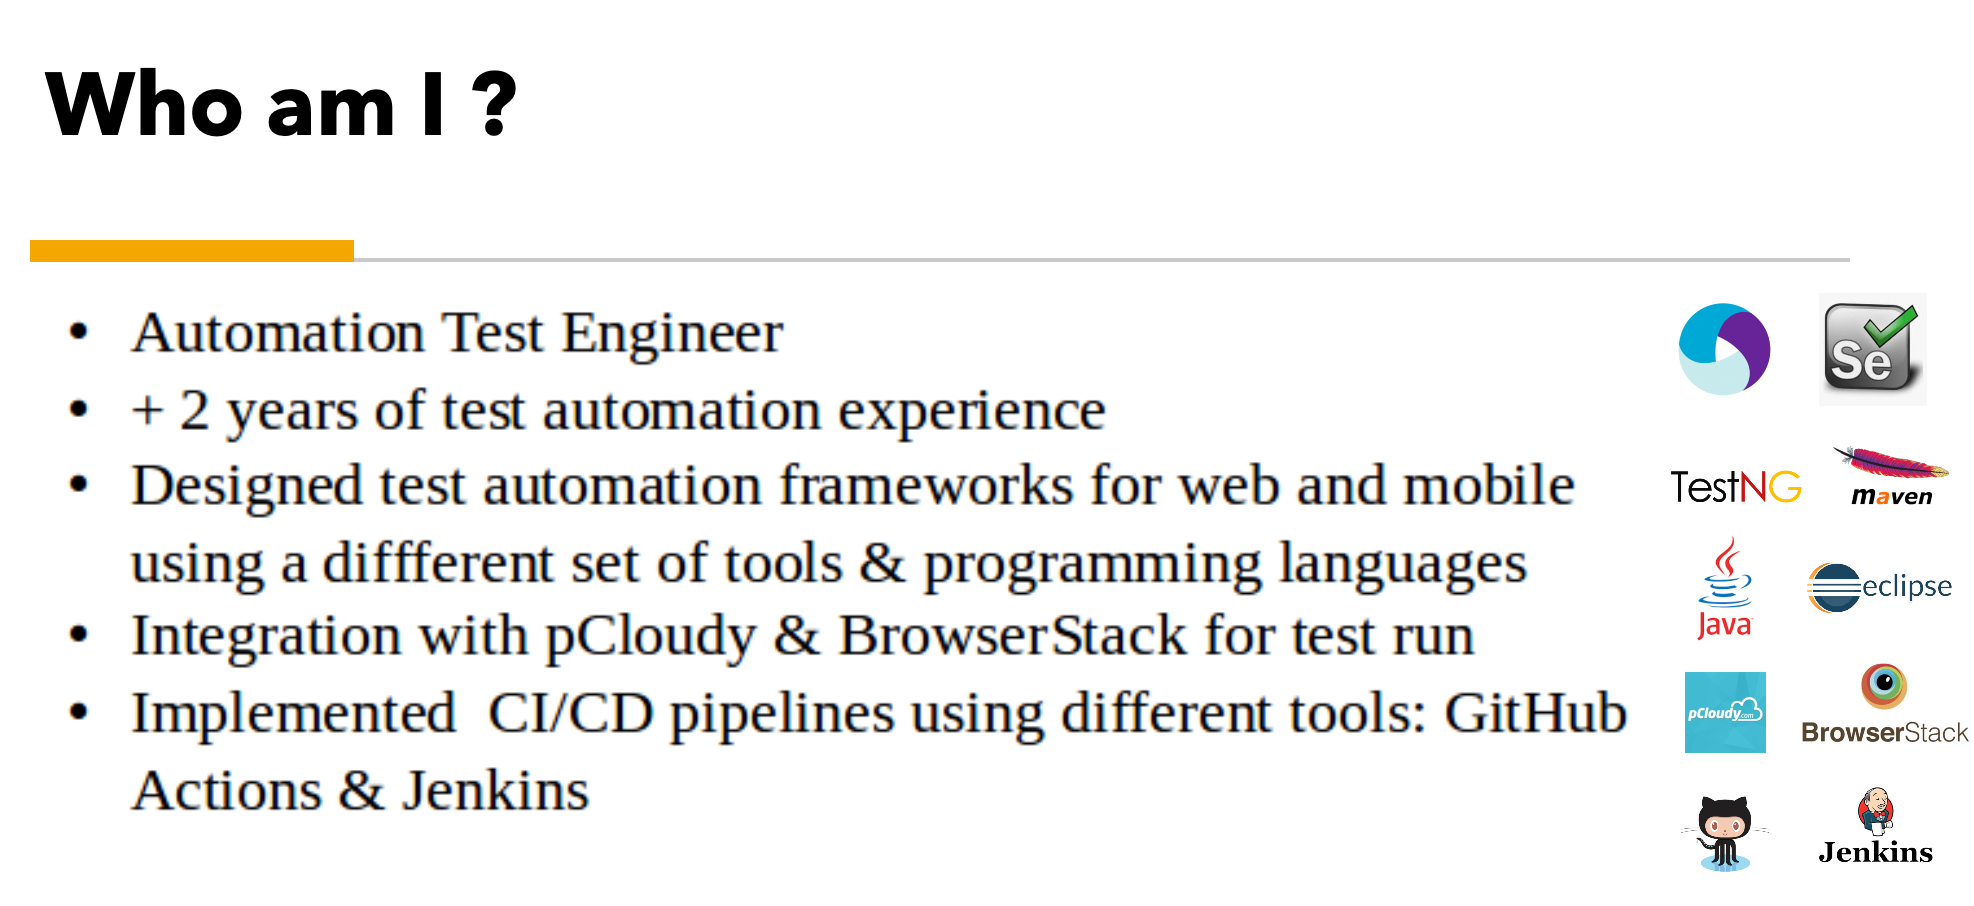 Who am I ?
• Automation Test Engineer
• + 2 years of test automation experience
• Designed test automation frameworks for web and mobile
using a diffferent set of tools & programming languages
• Integration with pCloudy & BrowserStack for test run
• Implemented  CI/CD pipelines using different tools: GitHub
Actions & Jenkins
Se
TestNG
maven
Java
eclipse
pCloudy.com
BrowserStack
Jenkins